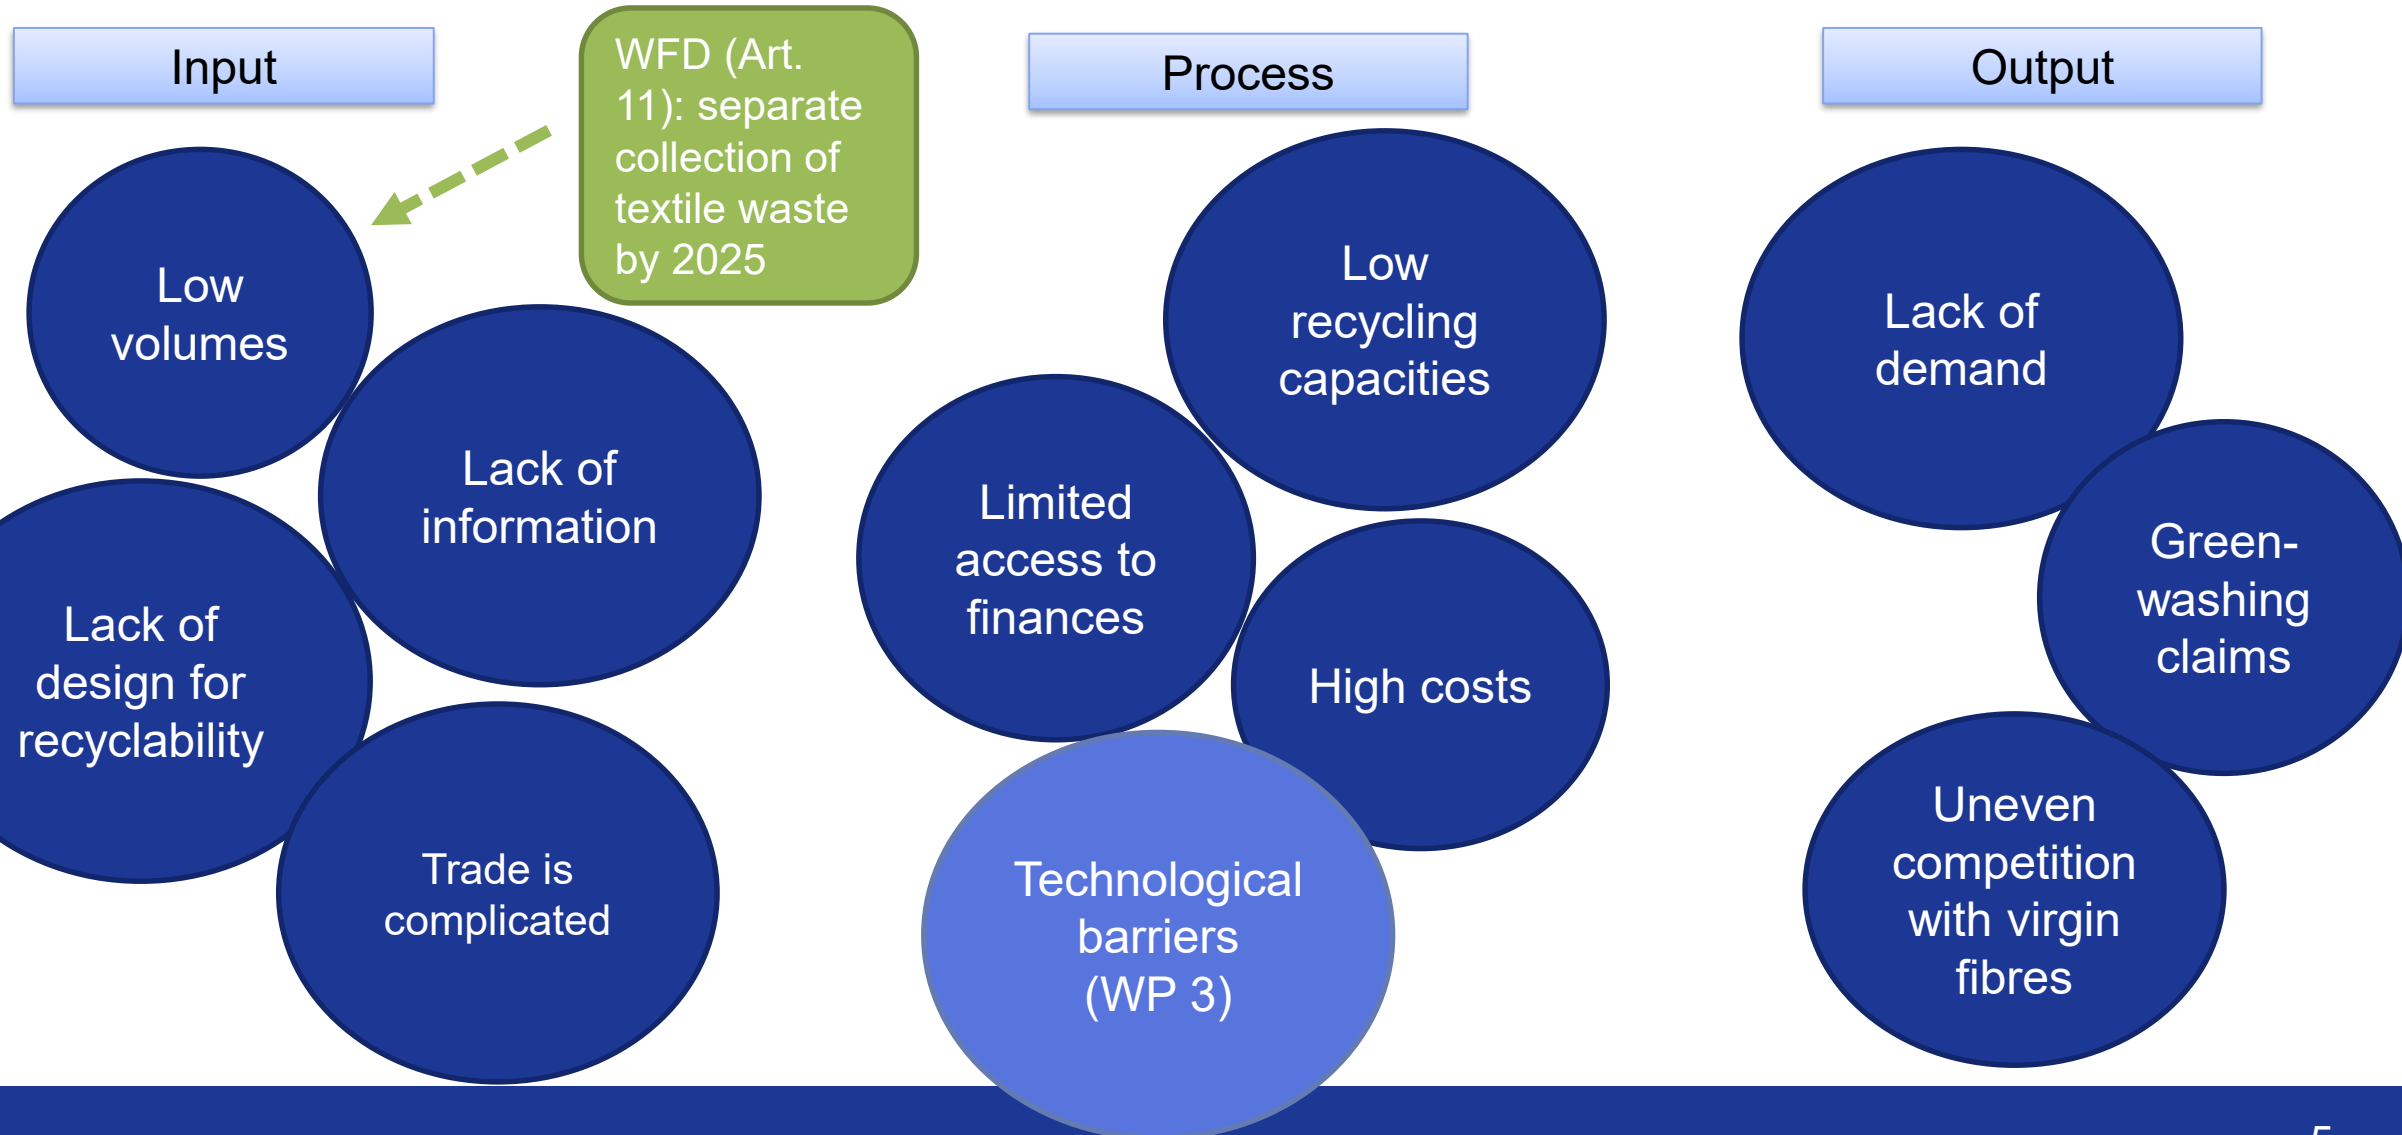 Input
WFD (Art.
11): separate
collection of
textile waste
by 2025
Process
Output
Low
volumes
Lack of
information
Lack of
design for
recyclability
Trade is
complicated
Low
recycling
capacities
Limited
access to
finances
High costs
Technological
barriers
(WP 3)
Lack of
demand
Green-
washing
claims
Uneven
competition
with virgin
fibres